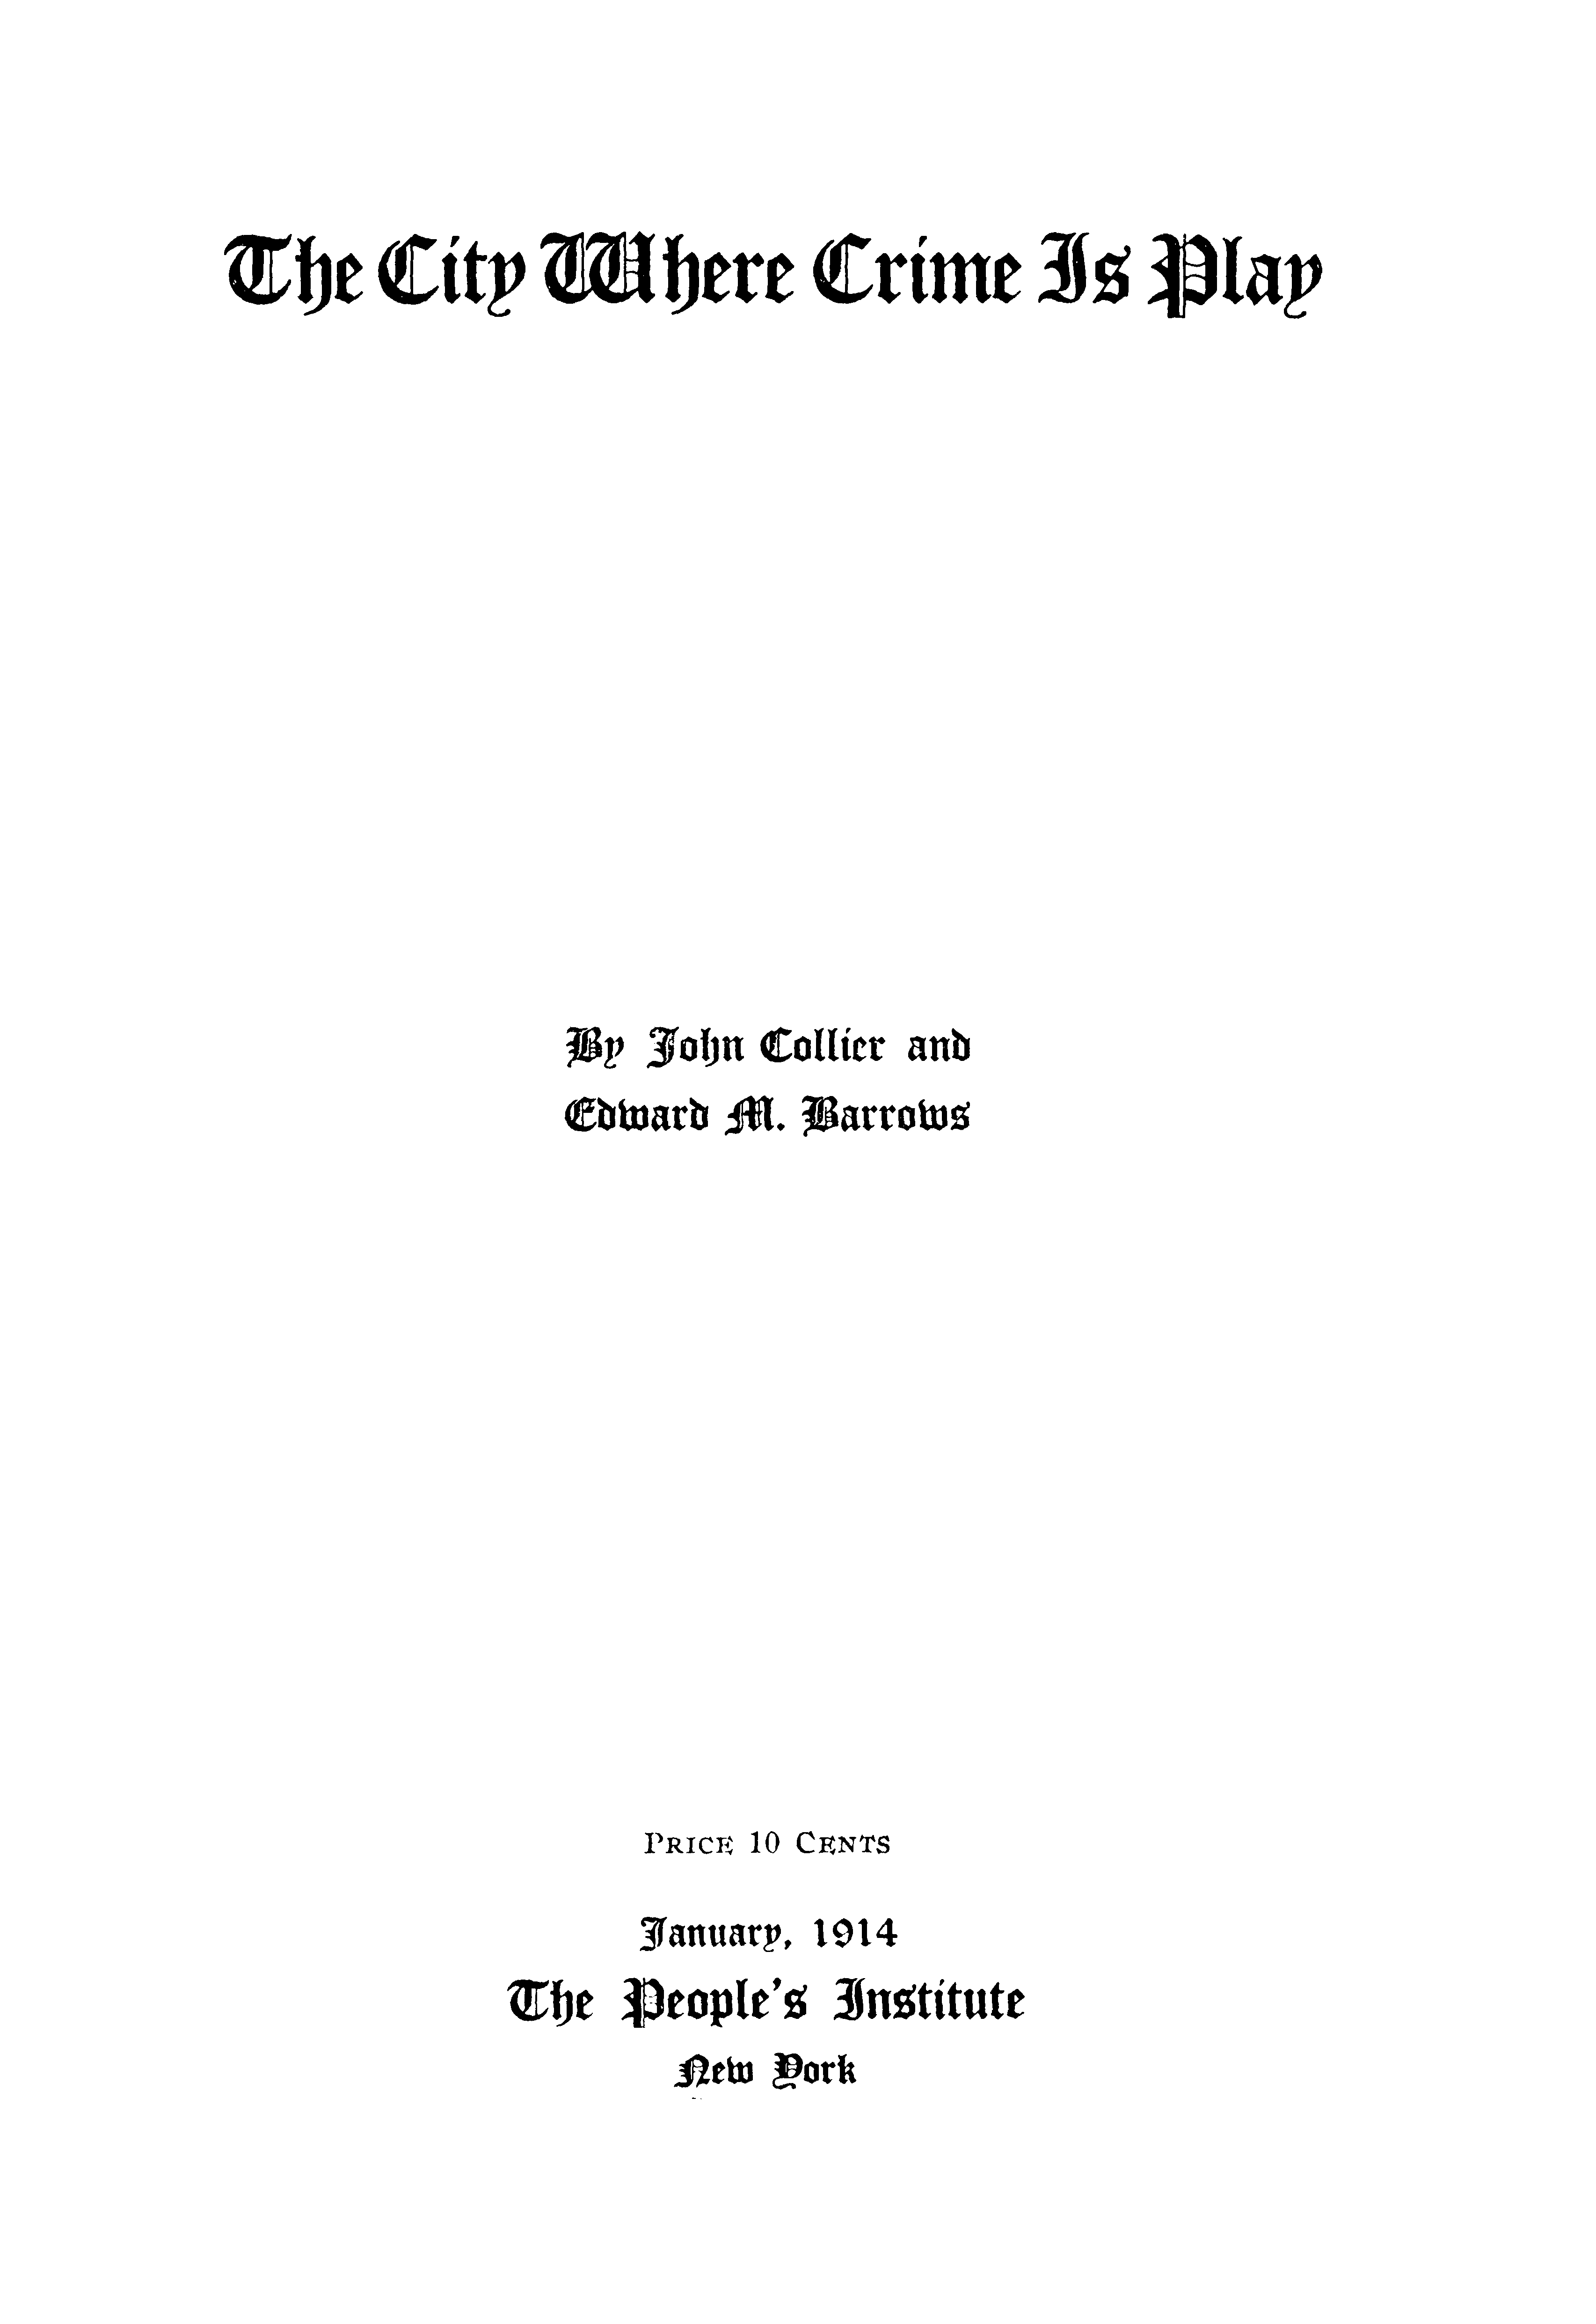 The City Where Crime Is Play
By John Collier and
Edward M. Barrows
PRICE 10 CENTS
January, 1914
The People's Institute
New York